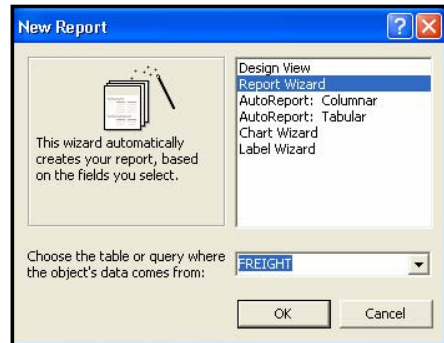 New Report
Design View
Report Wizard
AutoReport: Columnar
AutoReport: Tabular
Chart Wizard
Label Wizard
This wizard automatically
creates your report, based
on the fields you select.
Choose the table or query where
the object's data comes from:
FREIGHT
OK
Cancel